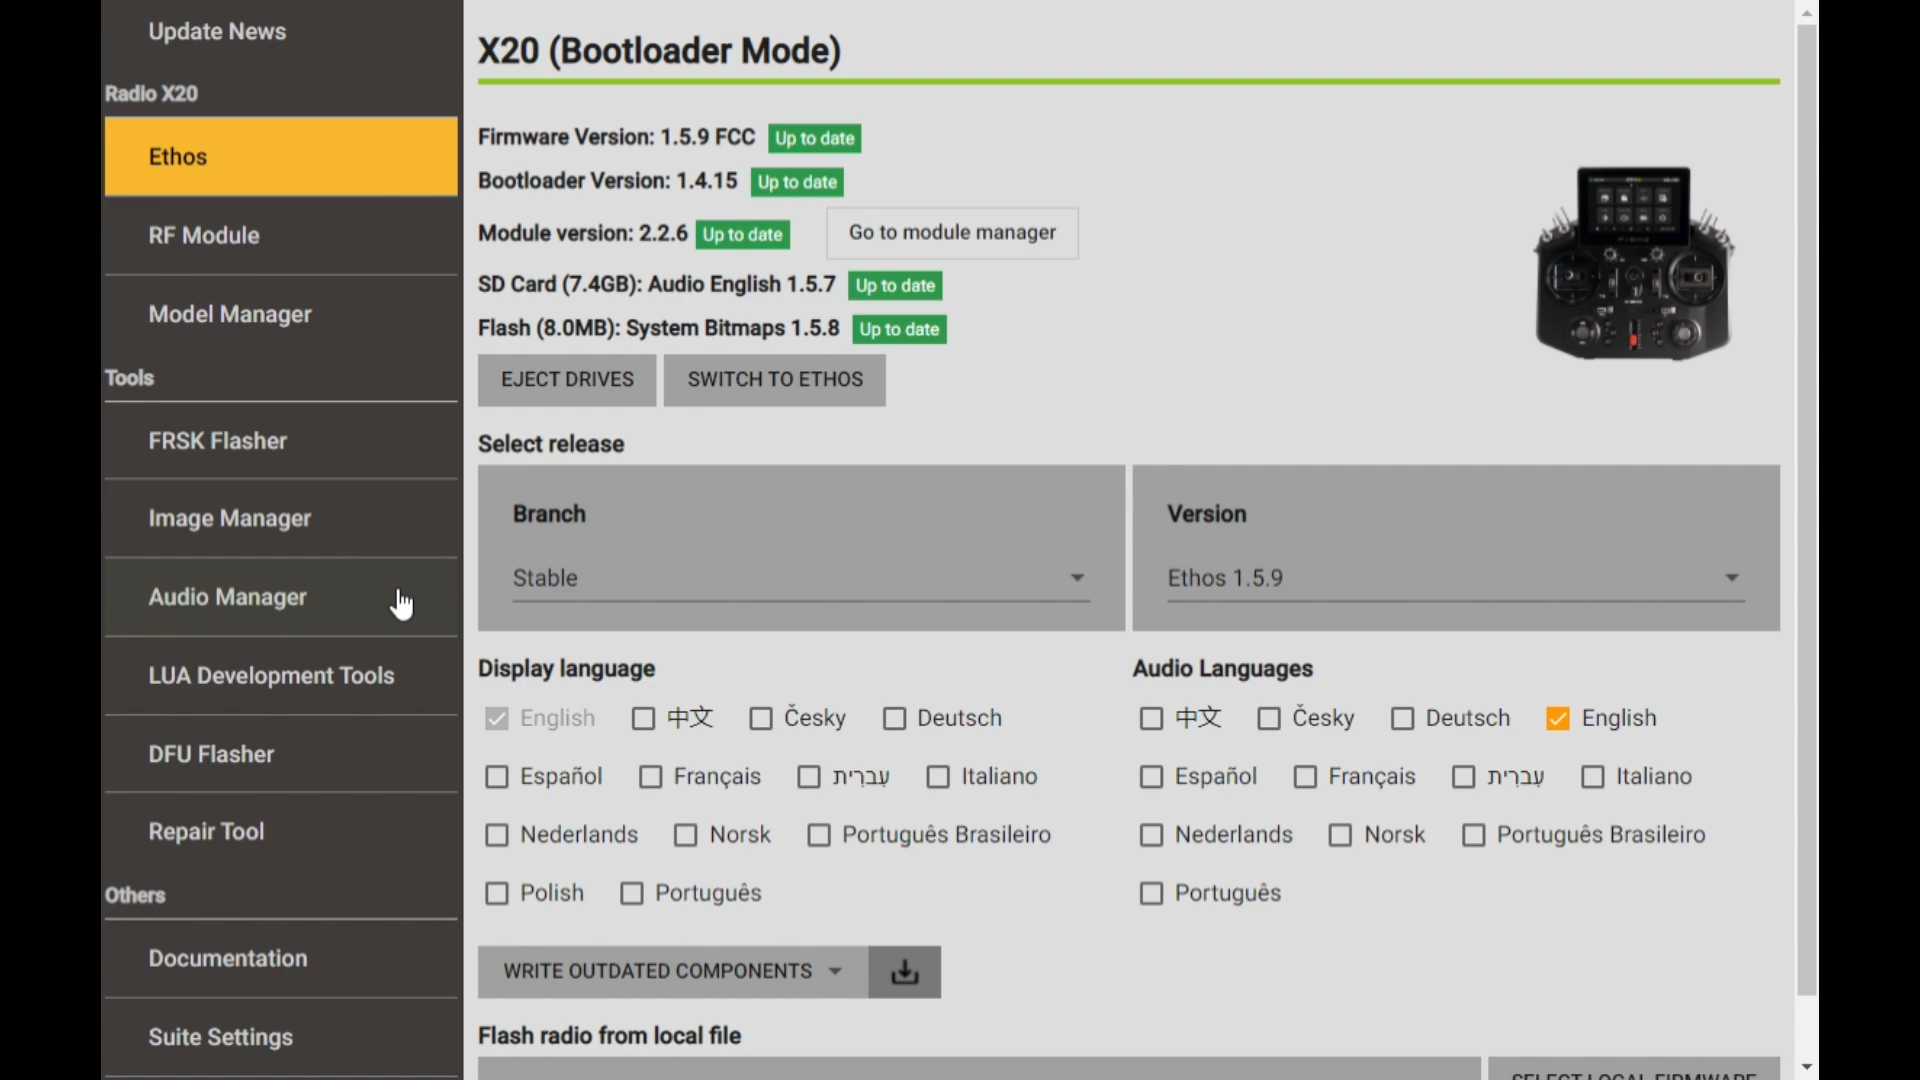 Update News
Radio X20
Ethos
RF Module
Model Manager
Tools
FRSK Flasher
Image Manager
Audio Manager
LUA Development Tools
DFU Flasher
Repair Tool
Others
Documentation
Suite Settings
X20 (Bootloader Mode)
Firmware Version: 1.5.9 FCC Up to date
Bootloader Version: 1.4.15 Up to date
Module version: 2.2.6 Up to date Go to module manager
SD Card (7.4GB): Audio English 1.5.7 Up to date
Flash (8.0MB): System Bitmaps 1.5.8 Up to date
EJECT DRIVES SWITCH TO ETHOS
Select release
Branch
Stable
Version
Ethos 1.5.9
Display language
English 中文 Česky Deutsch
Español Français עִברִית Italiano
Nederlands Norsk Português Brasileiro
Polish Português
Audio Languages
中文 Česky Deutsch English
Español Français עִברִית Italiano
Nederlands Norsk Português Brasileiro
Português
WRITE OUTDATED COMPONENTS
Flash radio from local file
SELECT LOCAL FIRMWARE